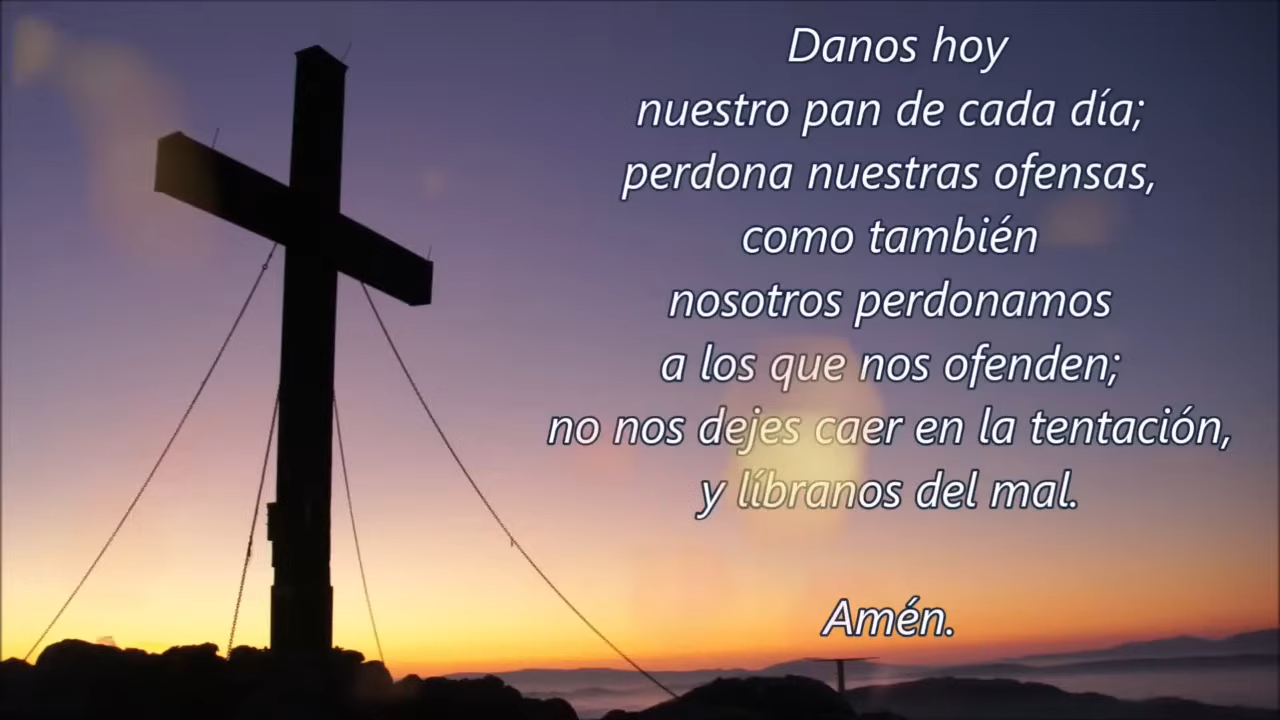 Danos hoy
nuestro pan de cada día;
perdona nuestras ofensas,
como también
nosotros perdonamos
a los que nos ofenden;
no nos dejes caer en la tentación,
y líbranos del mal.
Amén.